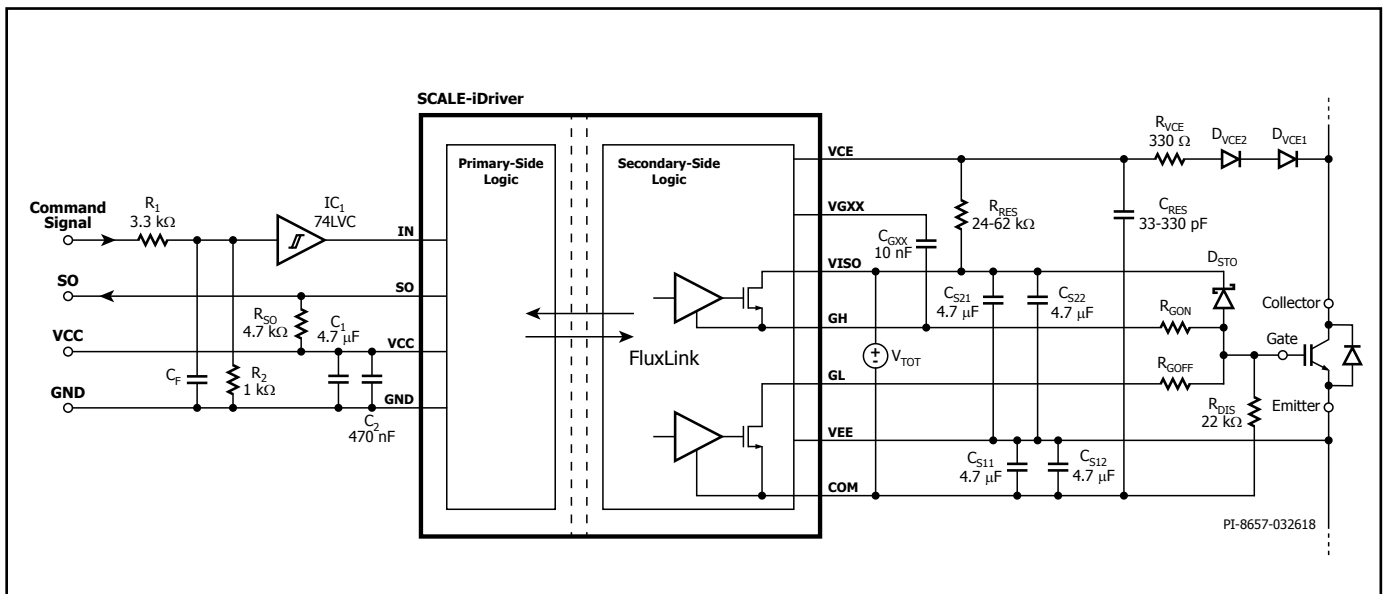 SCALE-iDriver
Primary-Side
Logic
Secondary-Side
Logic
FluxLink
Command
Signal
R1
3.3 kΩ
IC1
74LVC
IN
SO
SO
RSO
4.7 kΩ
C1
4.7 μF
VCC
VCC
CF
R2
1 kΩ
GND
GND
C2
470 nF
VCE
VGXX
CGXX
10 nF
VISO
GH
VTOT
GL
VEE
COM
RRES
24-62 kΩ
CS21
4.7 μF
CS22
4.7 μF
CS11
4.7 μF
CS12
4.7 μF
RVCE
330 Ω
DVCE2
DVCE1
CRES
33-330 pF
DSTO
RGON
RGOFF
RDIS
22 kΩ
Collector
Gate
Emitter
PI-8657-032618